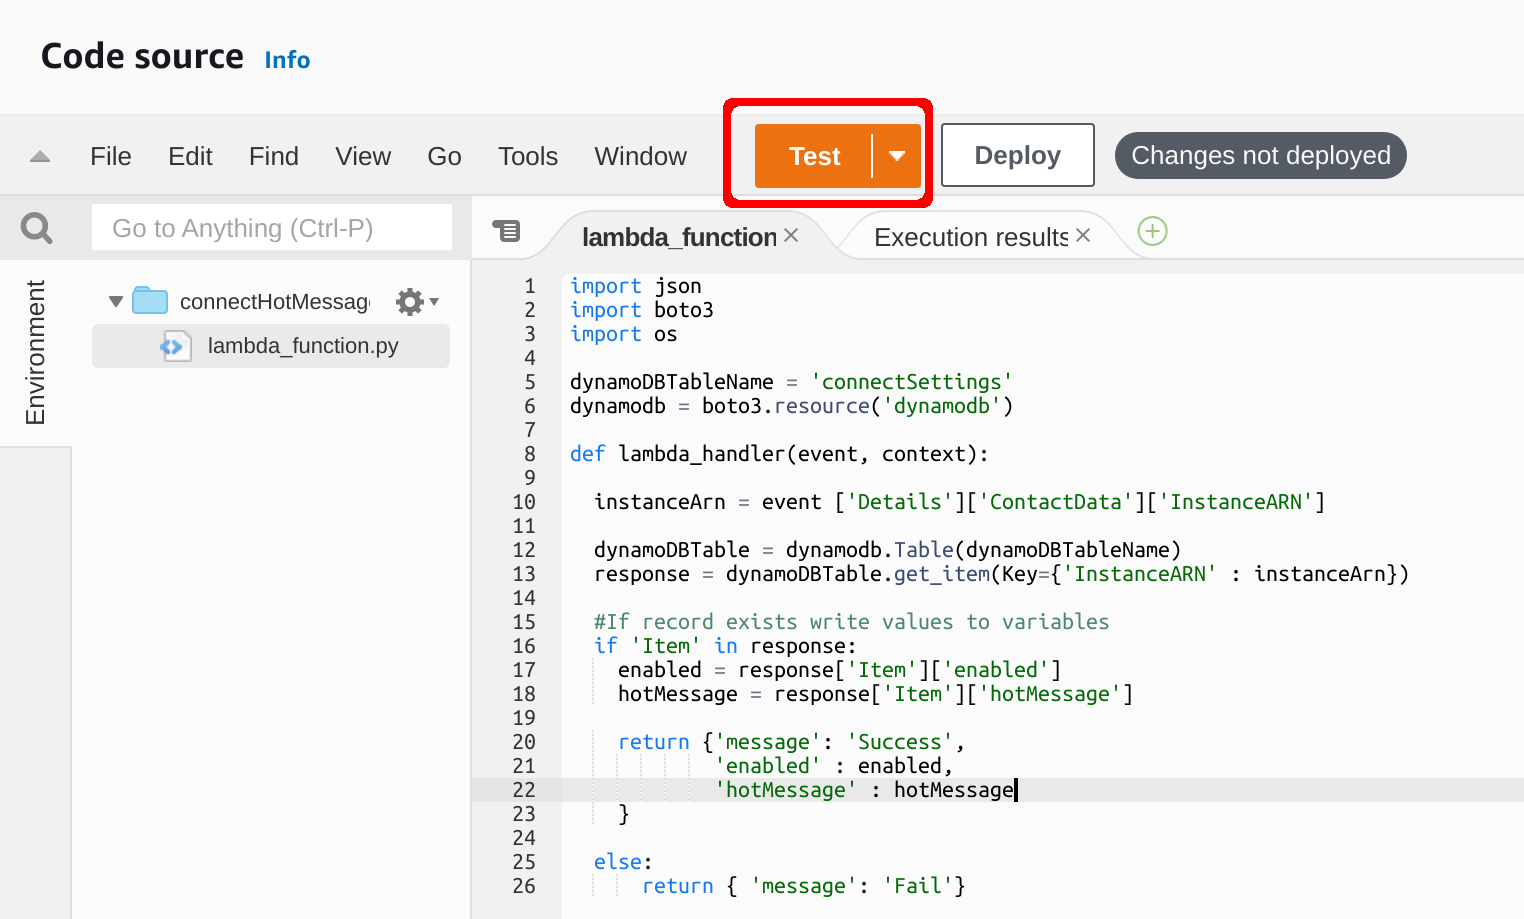 Code source Info
File Edit Find View Go Tools Window Test Deploy Changes not deployed
Go to Anything (Ctrl-P)
lambda_function Execution results
Environment
connectHotMessag
lambda_function.py
1 import json
2 import boto3
3 import os
4
5 dynamoDBTableName = 'connectSettings'
6 dynamodb = boto3.resource('dynamodb')
7
8 def lambda_handler(event, context):
9
10 instanceArn = event ['Details']['ContactData']['InstanceARN']
11
12 dynamoDBTable = dynamodb.Table(dynamoDBTableName)
13 response = dynamoDBTable.get_item(Key={'InstanceARN' : instanceArn})
14
15 #If record exists write values to variables
16 if 'Item' in response:
17 enabled = response['Item']['enabled']
18 hotMessage = response['Item']['hotMessage']
19
20 return {'message': 'Success',
21 'enabled' : enabled,
22 'hotMessage' : hotMessage
23 }
24
25 else:
26 return { 'message': 'Fail'}